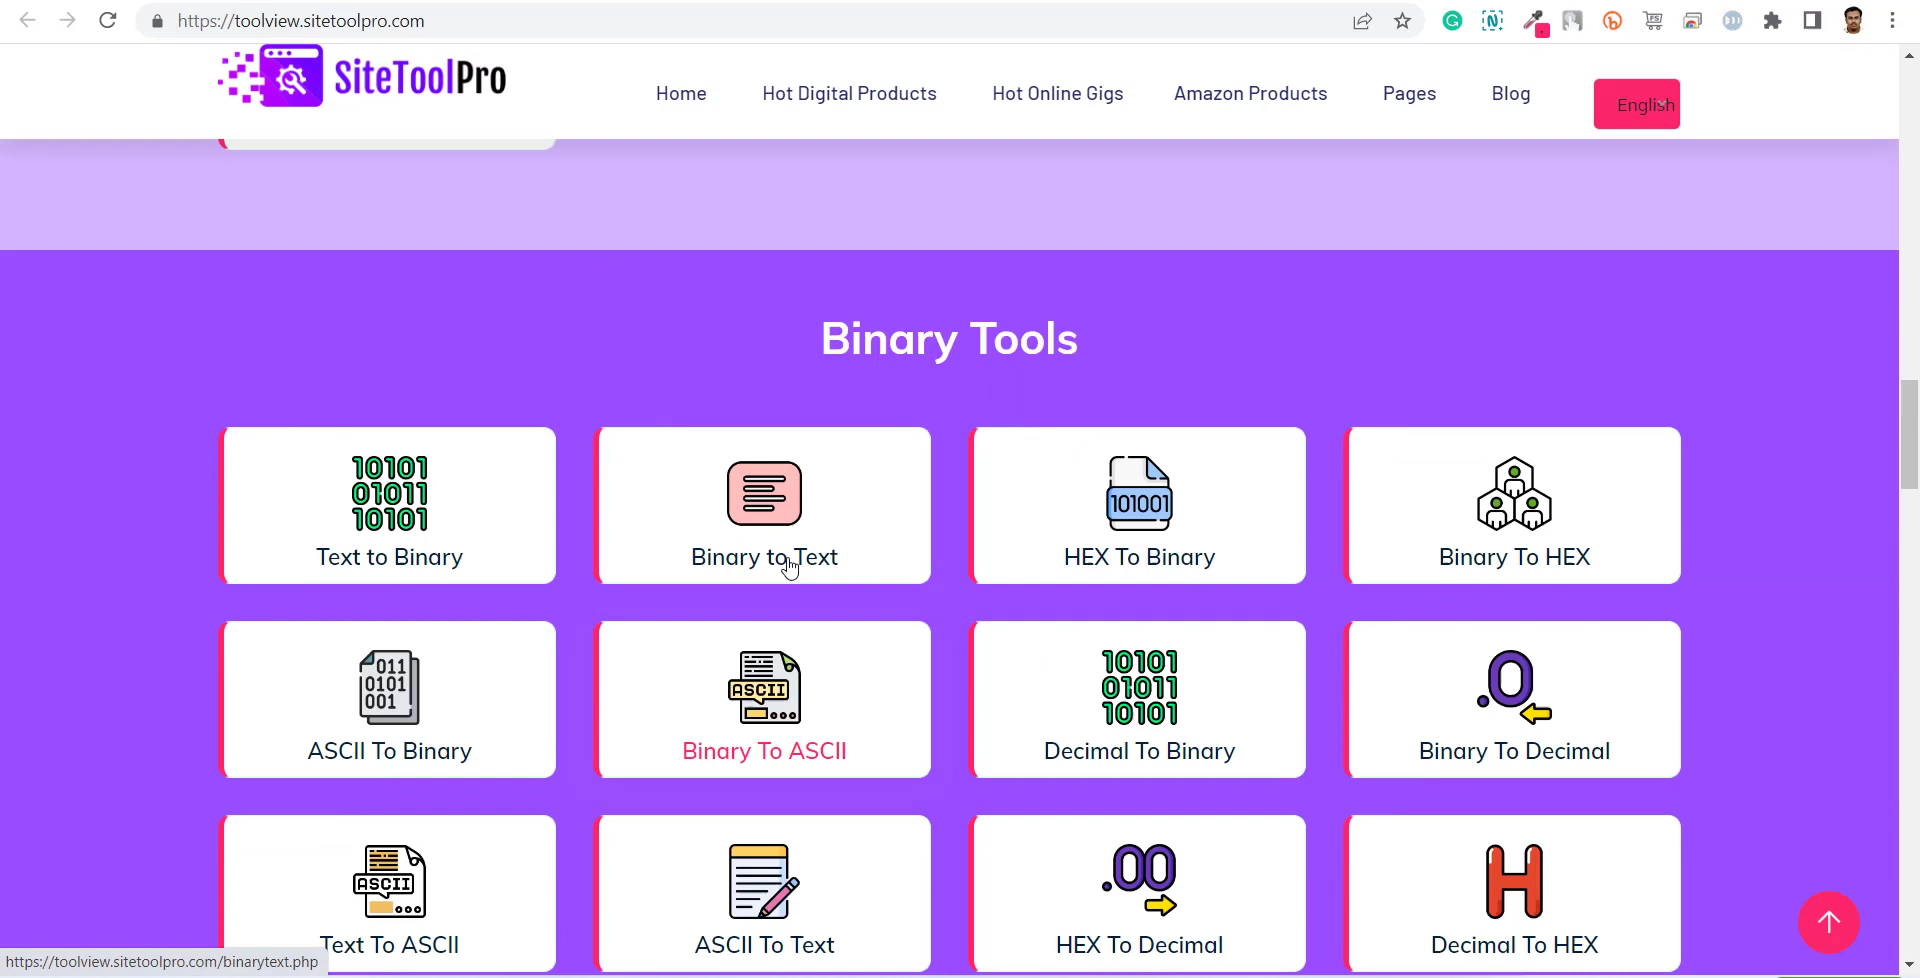 https://toolview.sitetoolpro.com
SiteToolPro
Home
Hot Digital Products
Hot Online Gigs
Amazon Products
Pages
Blog
English
Binary Tools
10101
01011
10101
Text to Binary
Binary to Text
101001
HEX To Binary
Binary To HEX
011
0101
001
ASCII To Binary
ASCII
Binary To ASCII
10101
01011
10101
Decimal To Binary
.0
Binary To Decimal
ASCII
Text To ASCII
ASCII To Text
.00
HEX To Decimal
H
Decimal To HEX
https://toolview.sitetoolpro.com/binarytext.php